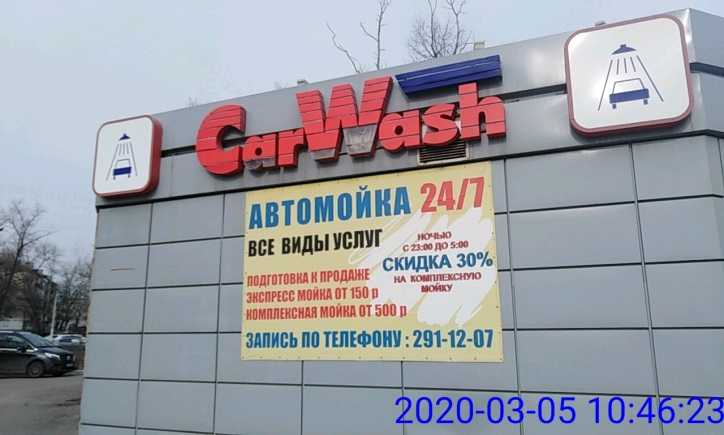 CarWash
АВТОМОЙКА 24/7
ВСЕ ВИДЫ УСЛУГ
НОЧЬЮ
С 23:00 ДО 5:00
СКИДКА 30%
НА КОМПЛЕКСНУЮ
МОЙКУ
ПОДГОТОВКА К ПРОДАЖЕ
ЭКСПРЕСС МОЙКА ОТ 150 р
КОМПЛЕКСНАЯ МОЙКА ОТ 500 р
ЗАПИСЬ ПО ТЕЛЕФОНУ : 291-12-07
2020-03-05 10:46:23